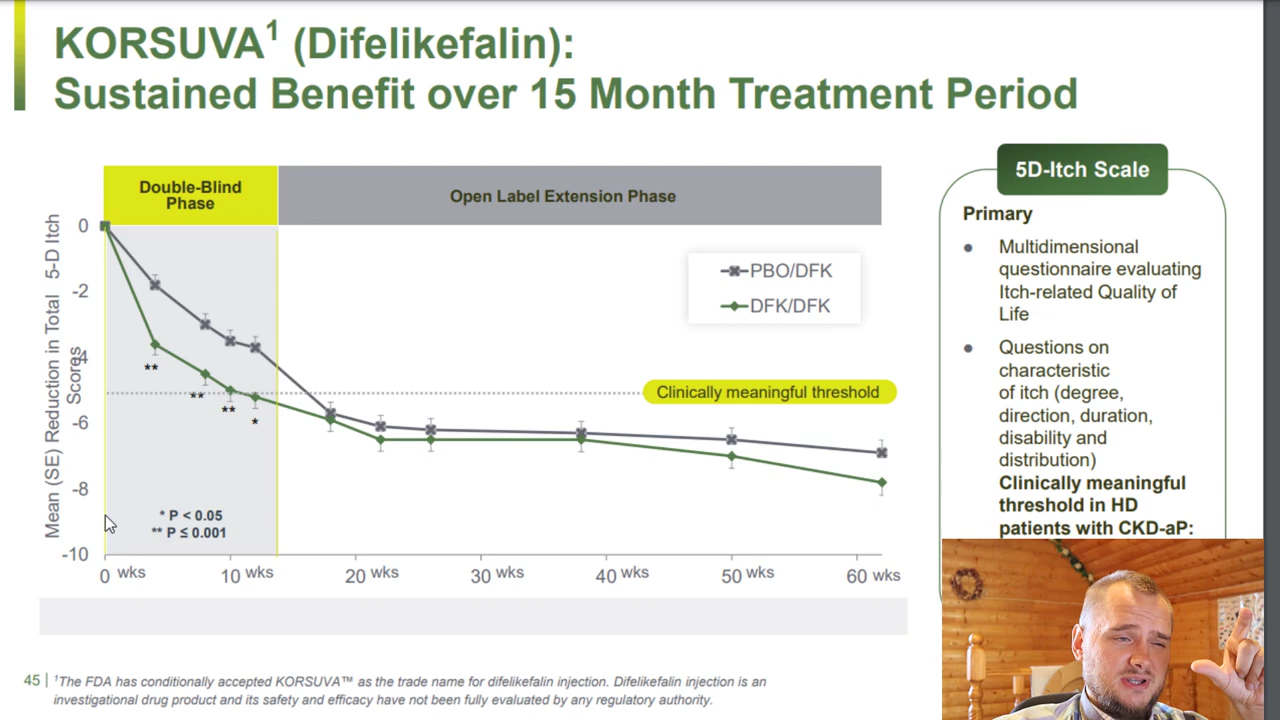 KORSUVA¹ (Difelikefalin):
Sustained Benefit over 15 Month Treatment Period
Double-Blind
Phase
Open Label Extension Phase
Mean (SE) Reduction in Total 5-D Itch
Scores
0
-2
-4
-6
-8
-10
PBO/DFK
DFK/DFK
Clinically meaningful threshold
**
**
**
*
* P < 0.05
** P ≤ 0.001
0 wks
10 wks
20 wks
30 wks
40 wks
50 wks
60 wks
5D-Itch Scale
Primary
● Multidimensional
questionnaire evaluating
Itch-related Quality of
Life
● Questions on
characteristic
of itch (degree,
direction, duration,
disability and
distribution)
Clinically meaningful
threshold in HD
patients with CKD-aP:
45 | ¹The FDA has conditionally accepted KORSUVA™ as the trade name for difelikefalin injection. Difelikefalin injection is an
investigational drug product and its safety and efficacy have not been fully evaluated by any regulatory authority.